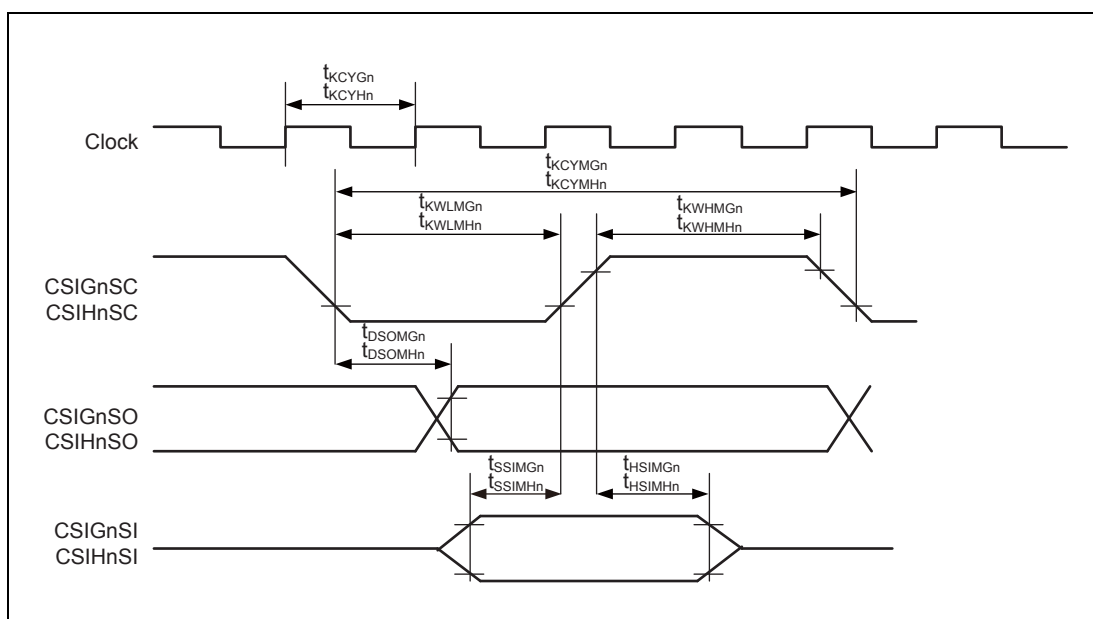 tKCYGn
tKCYHn
Clock
tKCYMGn
tKCYMHn
tKWLMGn
tKWLMHn
tKWHMGn
tKWHMHn
CSIGnSC
CSIHnSC
tDSOMGn
tDSOMHn
CSIGnSO
CSIHnSO
tSSIMGn
tSSIMHn
tHSIMGn
tHSIMHn
CSIGnSI
CSIHnSI